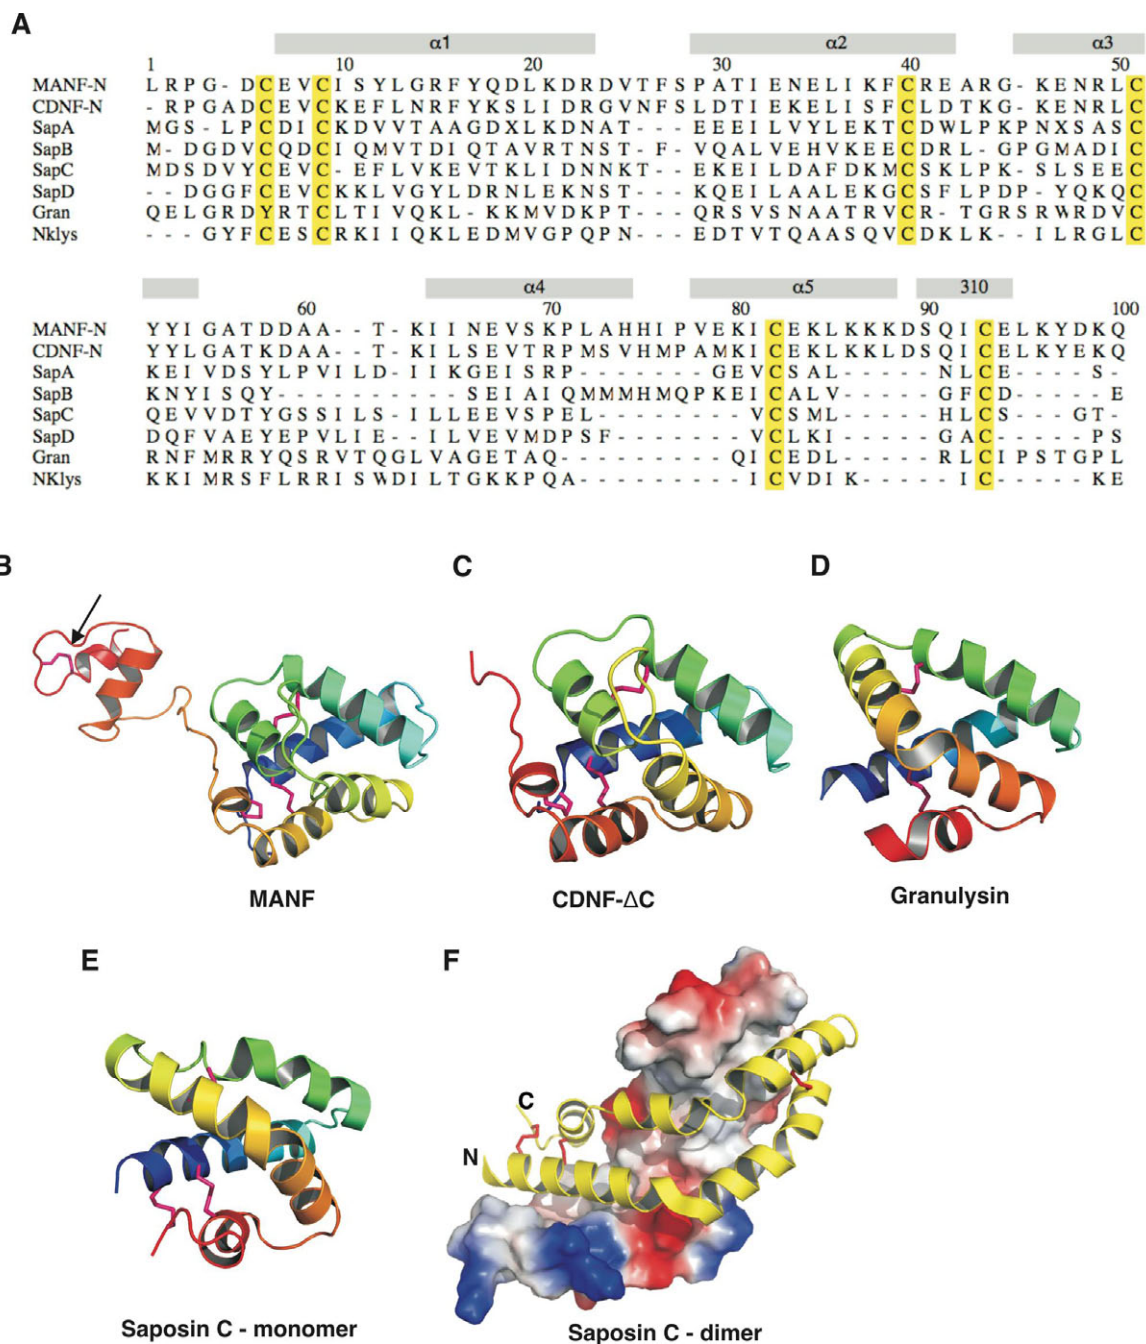 A
α1 α2 α3
1 10 20 30 40 50
MANF-N L R P G - D C E V C I S Y L G R F Y Q D L K D R D V T F S P A T I E N E L I K F C R E A R G - K E N R L C
CDNF-N - R P G A D C E V C K E F L N R F Y K S L I D R G V N F S L D T I E K E L I S F C L D T K G - K E N R L C
SapA M G S - L P C D I C K D V V T A A G D X L K D N A T - - - E E E I L V Y L E K T C D W L P K P N X S A S C
SapB M - D G D V C Q D C I Q M V T D I Q T A V R T N S T - F - V Q A L V E H V K E E C D R L - G P G M A D I C
SapC M D S D V Y C E V C - E F L V K E V T K L I D N N K T - - E K E I L D A F D K M C S K L P K - S L S E E C
SapD - - D G G F C E V C K K L V G Y L D R N L E K N S T - - - K Q E I L A A L E K G C S F L P D P - Y Q K Q C
Gran Q E L G R D Y R T C L T I V Q K L - K K M V D K P T - - - Q R S V S N A A T R V C R - T G R S R W R D V C
Nklys - - - G Y F C E S C R K I I Q K L E D M V G P Q P N - - - E D T V T Q A A S Q V C D K L K - - I L R G L C
α4 α5 310
60 70 80 90 100
MANF-N Y Y I G A T D D A A - - T - K I I N E V S K P L A H H I P V E K I C E K L K K K D S Q I C E L K Y D K Q
CDNF-N Y Y L G A T K D A A - - T - K I L S E V T R P M S V H M P A M K I C E K L K K L D S Q I C E L K Y E K Q
SapA K E I V D S Y L P V I L D - I I K G E I S R P - - - - - - G E V C S A L - - - - - N L C E - - - - S -
SapB K N Y I S Q Y - - - - - - - - - - S E I A I Q M M M H M Q P K E I C A L V - - - - - G F C D - - - - - E
SapC Q E V V D T Y G S S I L S - I L L E E V S P E L - - - - - - - - V C S M L - - - - - H L C S - - - G T -
SapD D Q F V A E Y E P V L I E - - I L V E V M D P S F - - - - - - - V C L K I - - - - - G A C - - - - - P S
Gran R N F M R R Y Q S R V T Q G L V A G E T A Q - - - - - - - - - Q I C E D L - - - - - R L C I P S T G P L
NKlys K K I M R S F L R R I S W D I L T G K K P Q A - - - - - - - - - I C V D I K - - - - - I C - - - - - K E
B
C
D
MANF
CDNF-ΔC
Granulysin
E
F
C
N
Saposin C - monomer
Saposin C - dimer